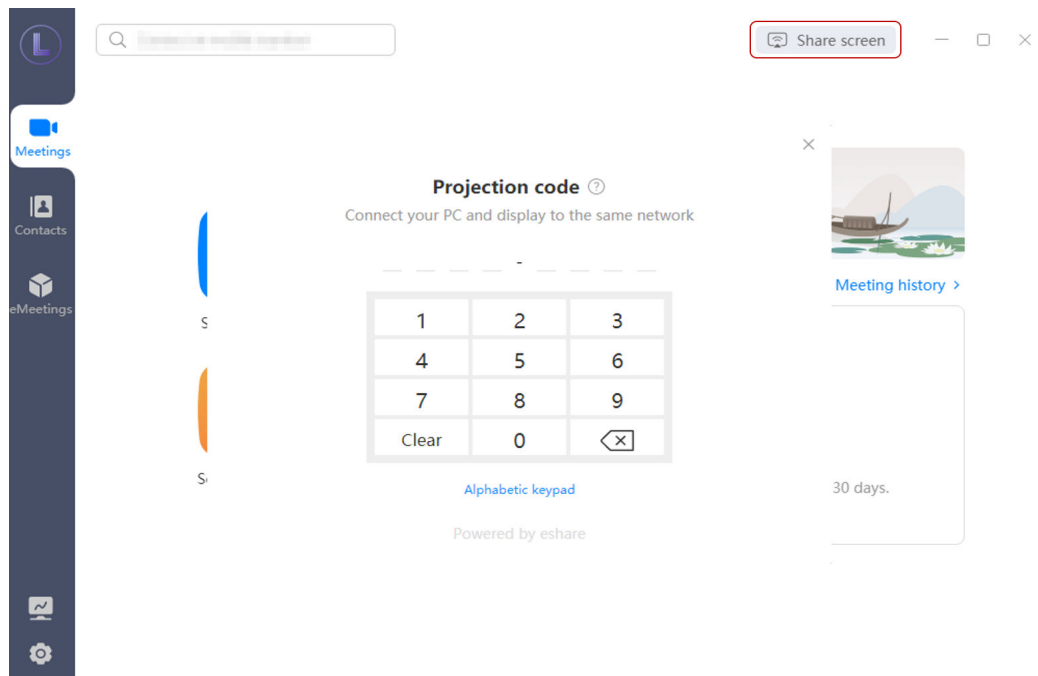 L
Share screen
Meetings
Contacts
eMeetings
Projection code ?
Connect your PC and display to the same network
-
1 2 3
4 5 6
7 8 9
Clear 0
Alphabetic keypad
Powered by eshare
Meeting history >
30 days.